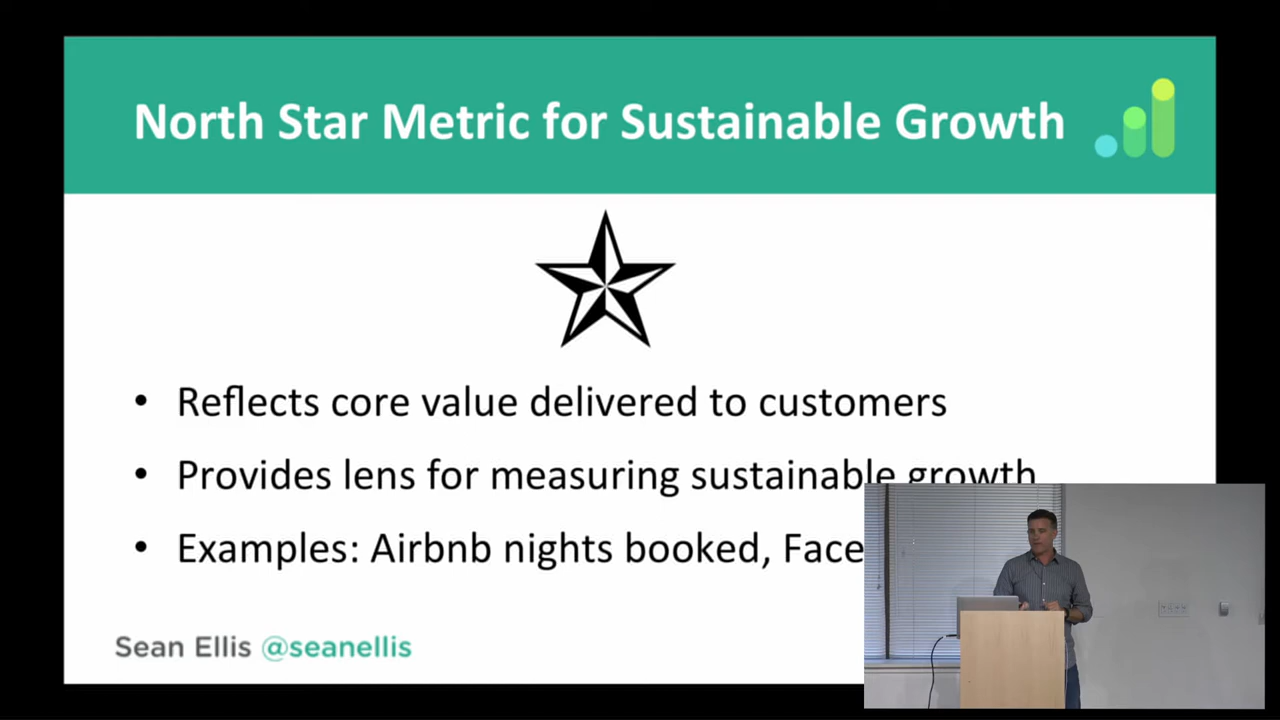 North Star Metric for Sustainable Growth
• Reflects core value delivered to customers
• Provides lens for measuring sustainable growth
• Examples: Airbnb nights booked, Face
Sean Ellis @seanellis